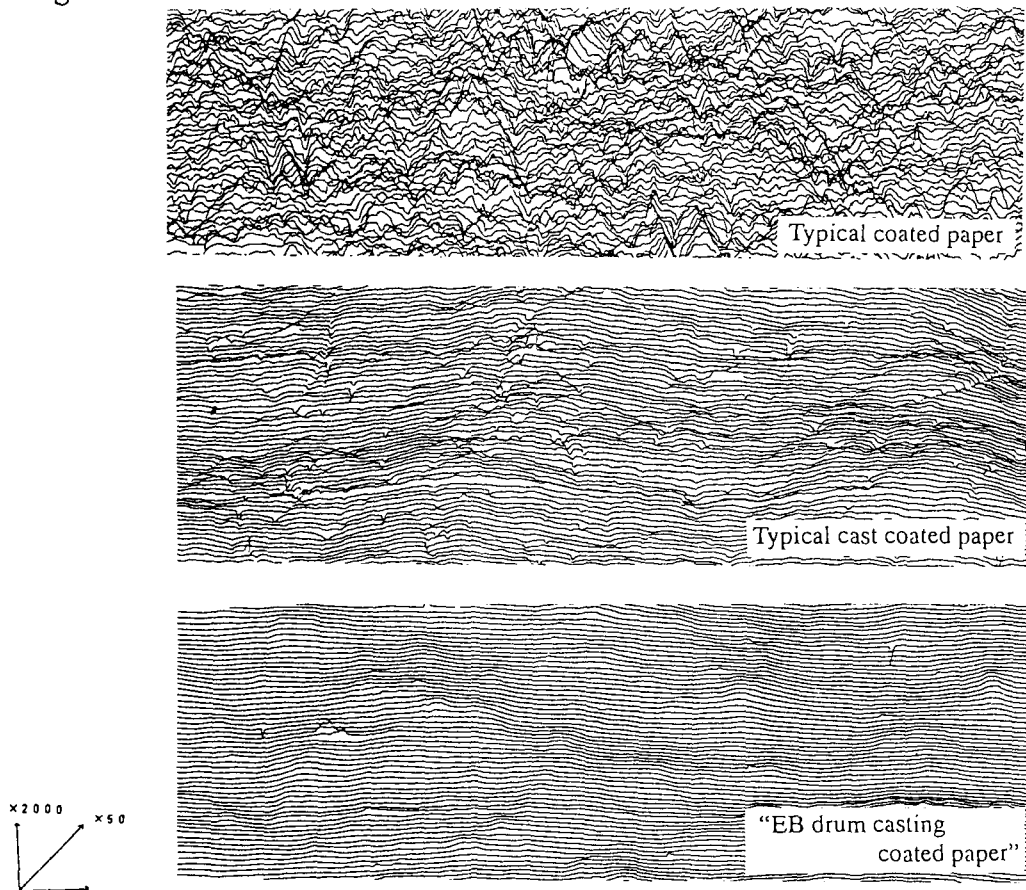 Typical coated paper
Typical cast coated paper
×2000
×50
“EB drum casting
coated paper”